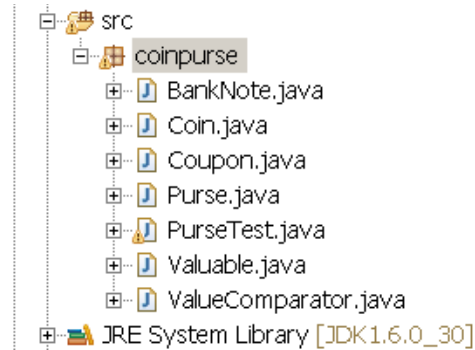 src
coinpurse
BankNote.java
Coin.java
Coupon.java
Purse.java
PurseTest.java
Valuable.java
ValueComparator.java
JRE System Library [JDK1.6.0_30]